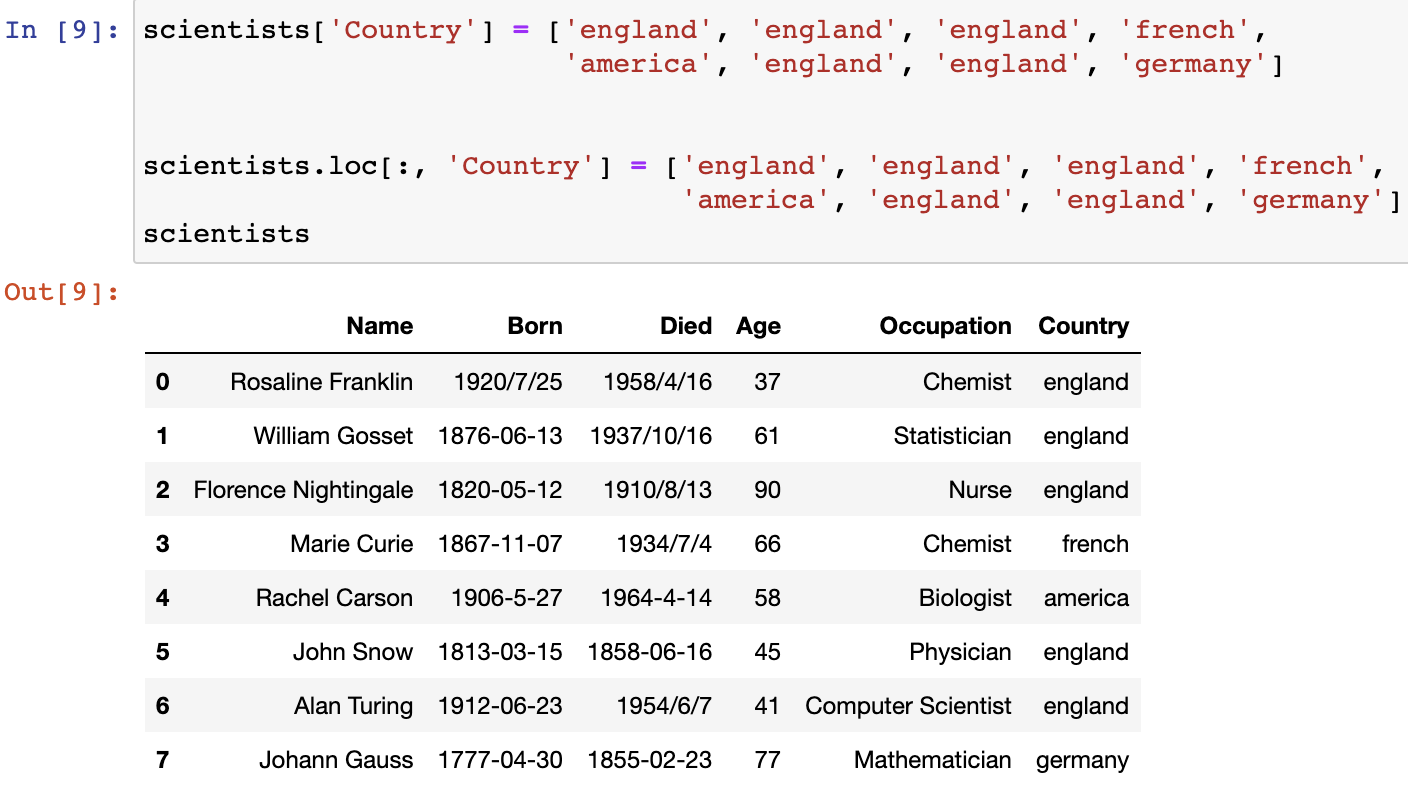 In [9]: scientists['Country'] = ['england', 'england', 'england', 'french',
'america', 'england', 'england', 'germany']
scientists.loc[:, 'Country'] = ['england', 'england', 'england', 'french',
'america', 'england', 'england', 'germany']
scientists
Out[9]:
Name Born Died Age Occupation Country
0 Rosaline Franklin 1920/7/25 1958/4/16 37 Chemist england
1 William Gosset 1876-06-13 1937/10/16 61 Statistician england
2 Florence Nightingale 1820-05-12 1910/8/13 90 Nurse england
3 Marie Curie 1867-11-07 1934/7/4 66 Chemist french
4 Rachel Carson 1906-5-27 1964-4-14 58 Biologist america
5 John Snow 1813-03-15 1858-06-16 45 Physician england
6 Alan Turing 1912-06-23 1954/6/7 41 Computer Scientist england
7 Johann Gauss 1777-04-30 1855-02-23 77 Mathematician germany